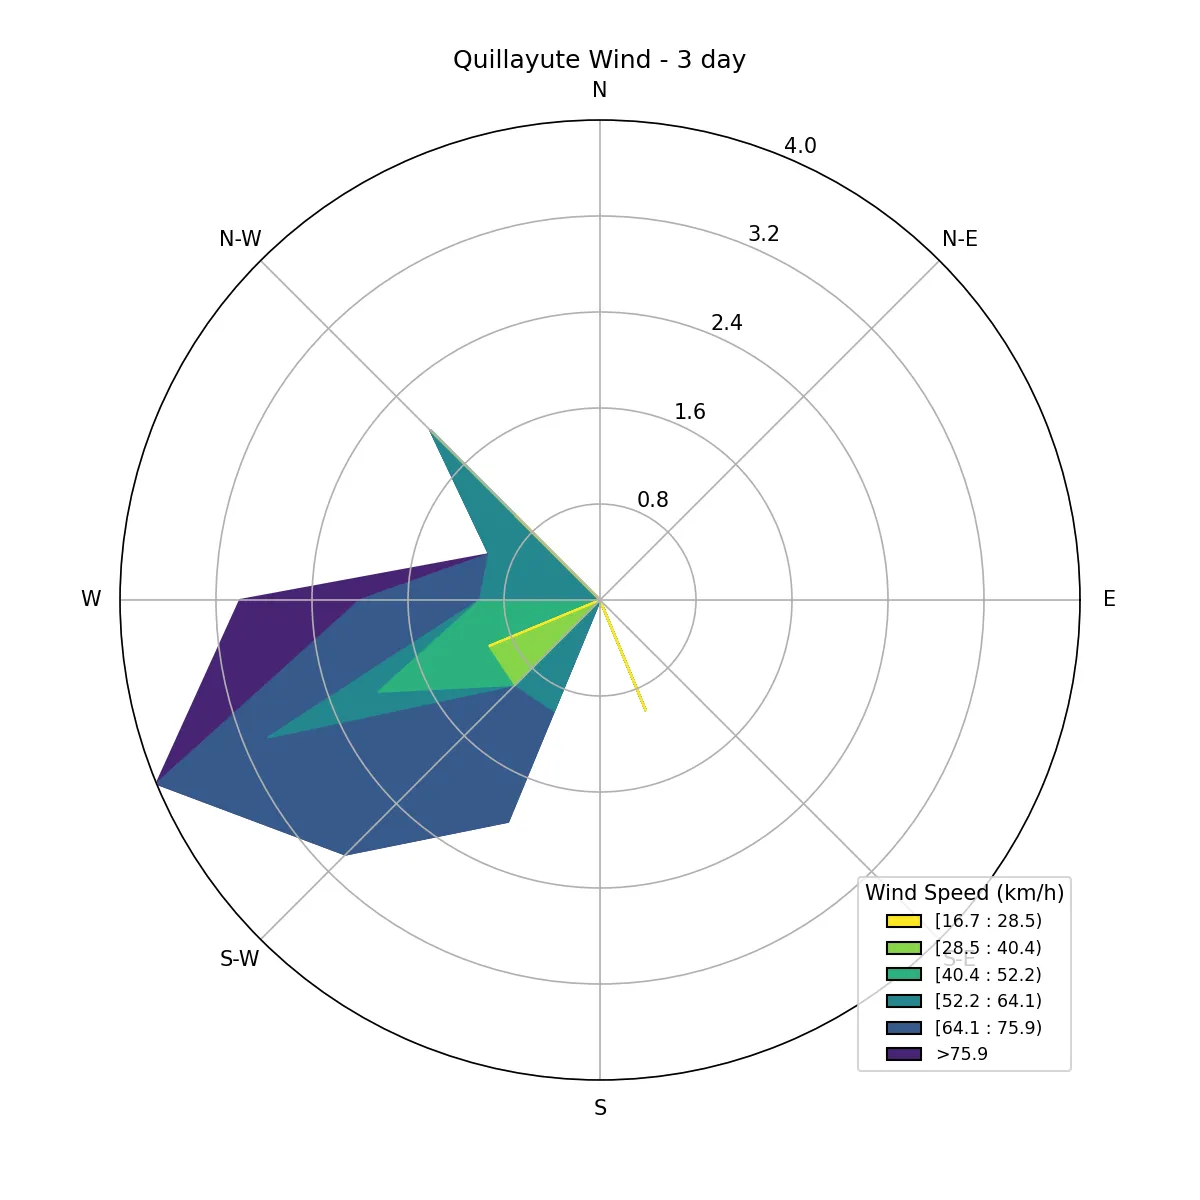 Quillayute Wind - 3 day
N
4.0
N-W
3.2
N-E
2.4
1.6
0.8
W
E
S-W
S-E
S
Wind Speed (km/h)
[16.7 : 28.5)
[28.5 : 40.4)
[40.4 : 52.2)
[52.2 : 64.1)
[64.1 : 75.9)
>75.9